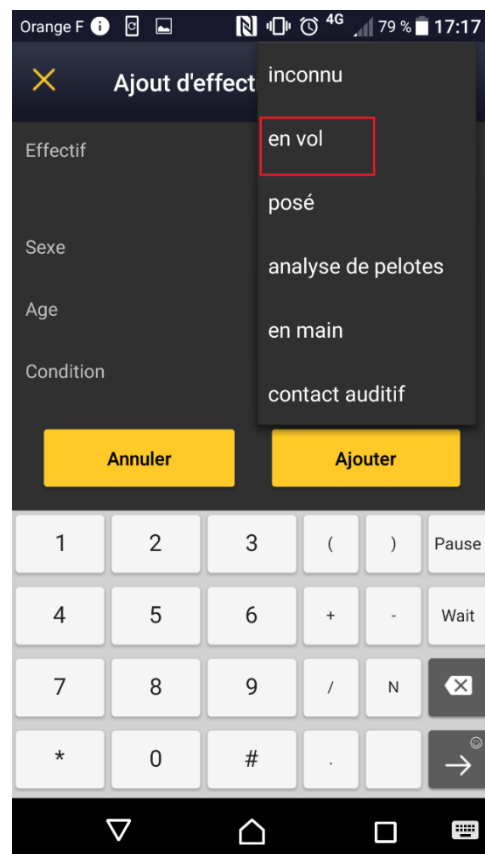 Orange F 4G 79 % 17:17
Ajout d'effect
inconnu
Effectif
en vol
posé
Sexe
analyse de pelotes
Age
en main
Condition
contact auditif
Annuler Ajouter
1 2 3 ( ) Pause
4 5 6 + - Wait
7 8 9 / N
* 0 # .